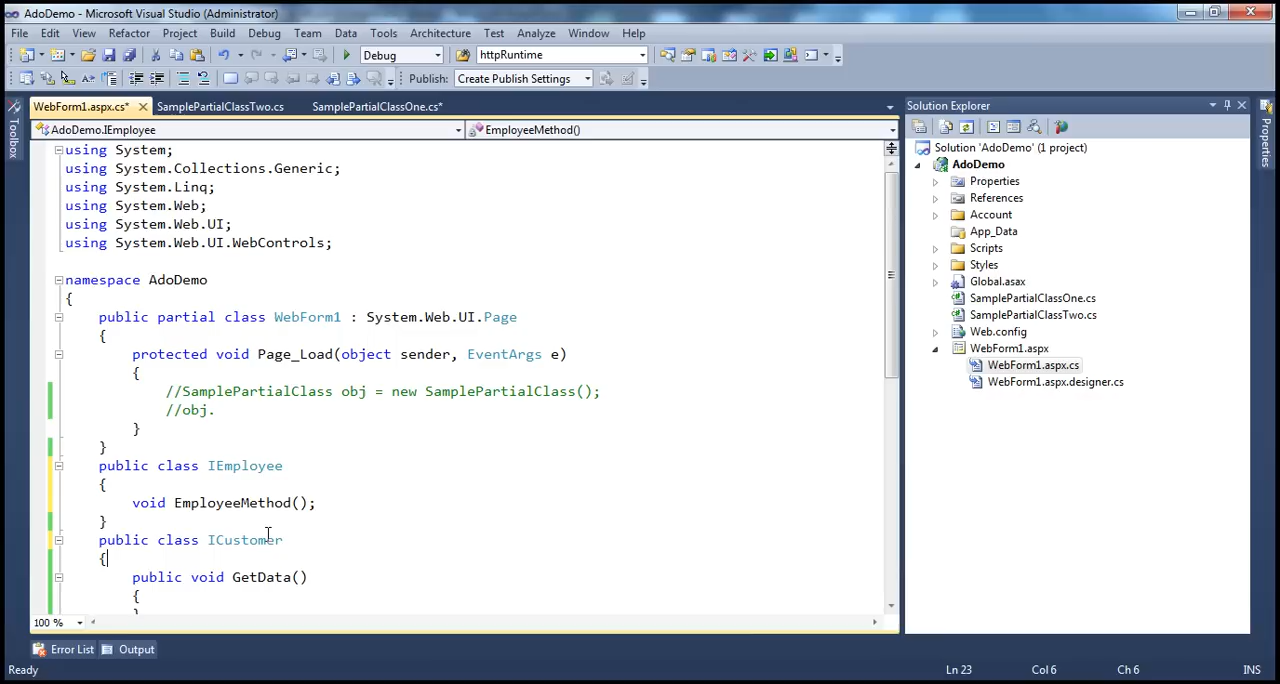 AdoDemo - Microsoft Visual Studio (Administrator)
File Edit View Refactor Project Build Debug Team Data Tools Architecture Test Analyze Window Help
Debug httpRuntime
Publish: Create Publish Settings
WebForm1.aspx.cs* SamplePartialClassTwo.cs SamplePartialClassOne.cs*
AdoDemo.IEmployee EmployeeMethod()
using System;
using System.Collections.Generic;
using System.Linq;
using System.Web;
using System.Web.UI;
using System.Web.UI.WebControls;
namespace AdoDemo
{
public partial class WebForm1 : System.Web.UI.Page
{
protected void Page_Load(object sender, EventArgs e)
{
//SamplePartialClass obj = new SamplePartialClass();
//obj.
}
}
public class IEmployee
{
void EmployeeMethod();
}
public class ICustomer
{
public void GetData()
{
}
100 %
Toolbox
Solution Explorer
Solution 'AdoDemo' (1 project)
AdoDemo
Properties
References
Account
App_Data
Scripts
Styles
Global.asax
SamplePartialClassOne.cs
SamplePartialClassTwo.cs
Web.config
WebForm1.aspx
WebForm1.aspx.cs
WebForm1.aspx.designer.cs
Properties
Error List Output
Ready Ln 23 Col 6 Ch 6 INS